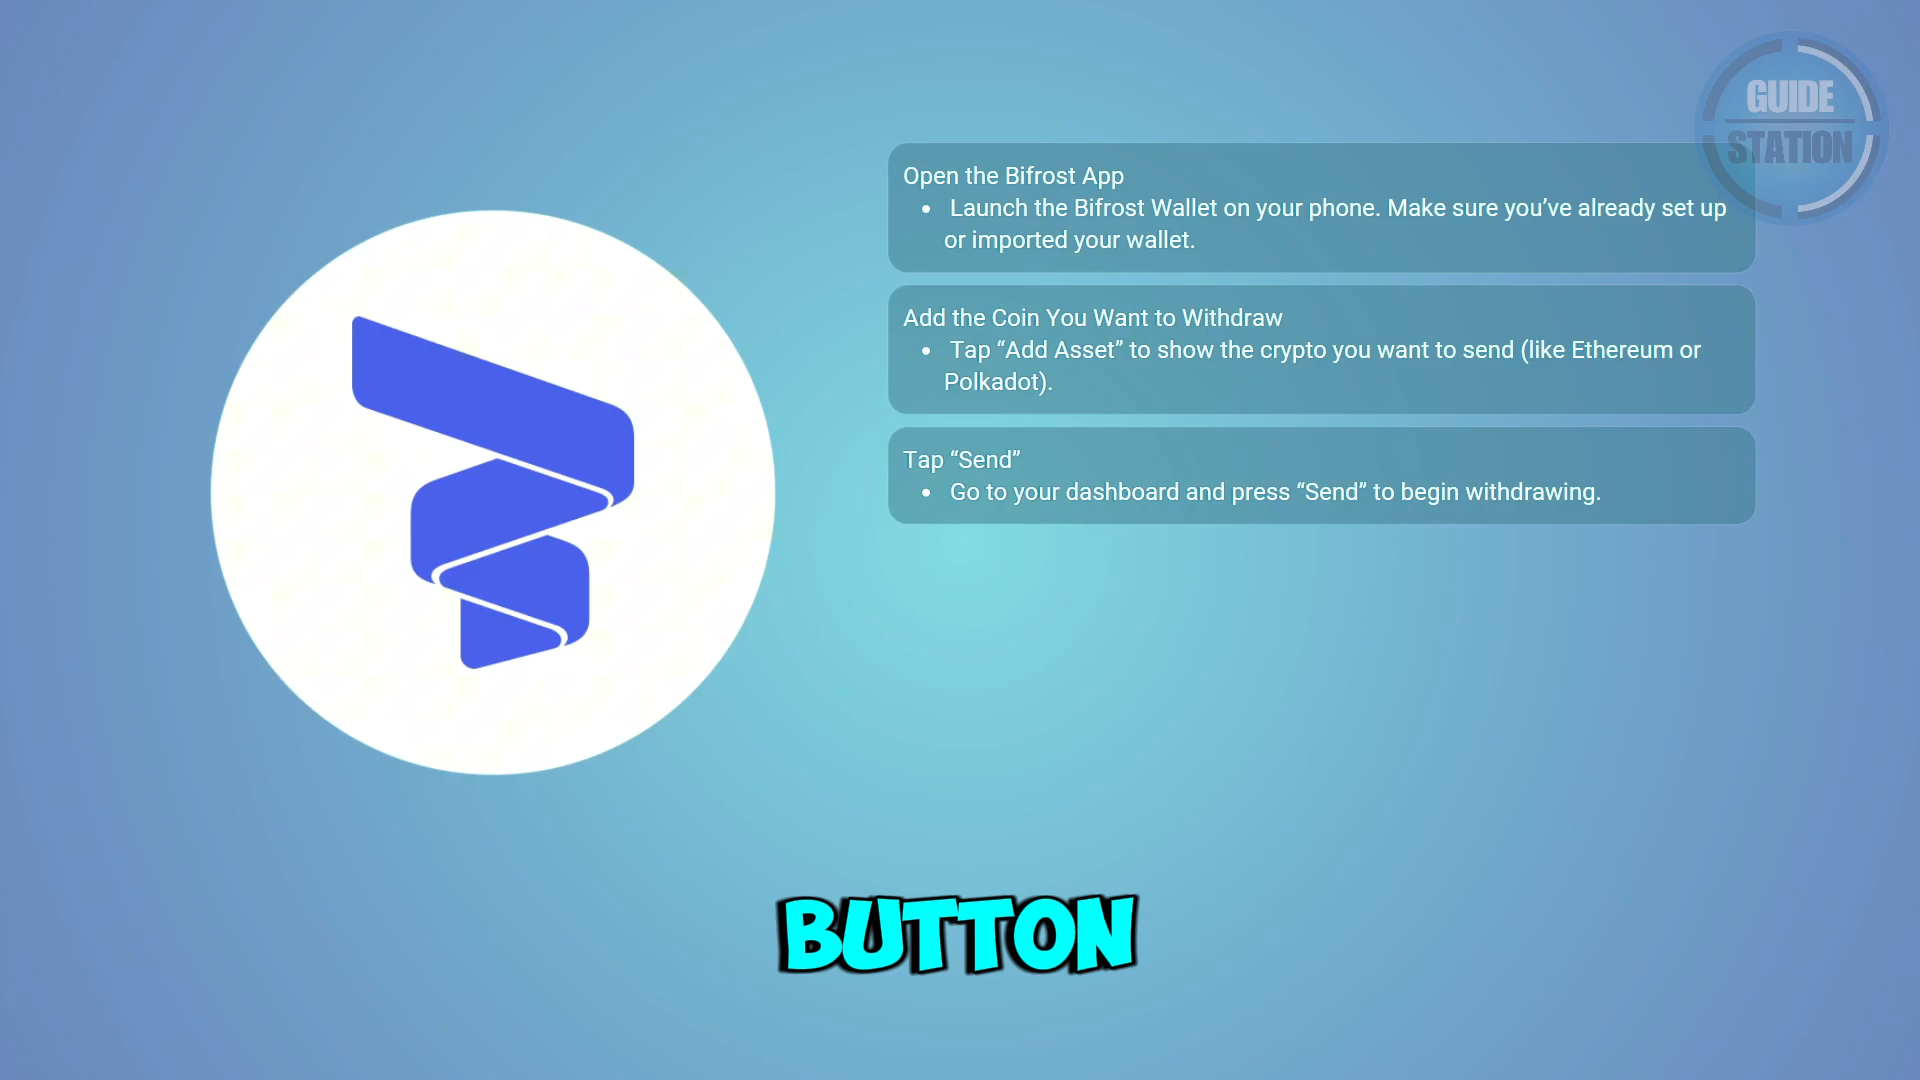 GUIDE
STATION
Open the Bifrost App
• Launch the Bifrost Wallet on your phone. Make sure you’ve already set up
or imported your wallet.
Add the Coin You Want to Withdraw
• Tap “Add Asset” to show the crypto you want to send (like Ethereum or
Polkadot).
Tap “Send”
• Go to your dashboard and press “Send” to begin withdrawing.
BUTTON